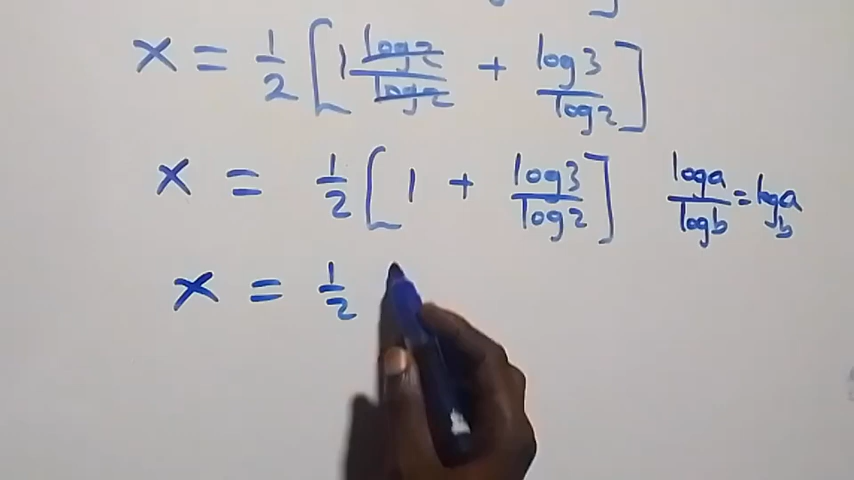 x = 1/2 [1 log2/log2 + log3/log2]
x = 1/2 [1 + log3/log2] loga/logb = log_b a
x = 1/2